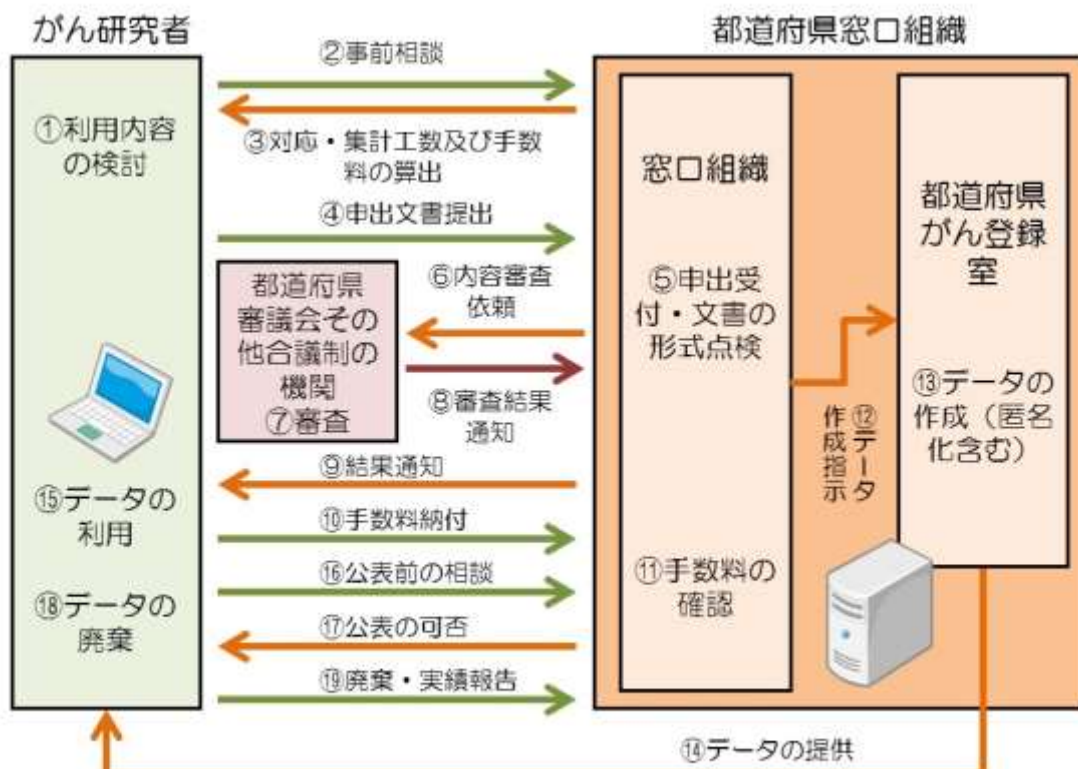 がん研究者
都道府県窓口組織
①利用内容
の検討
②事前相談
③対応・集計工数及び手数
料の算出
④申出文書提出
窓口組織
⑤申出受
付・文書の
形式点検
⑥内容審査
依頼
都道府県
審議会その
他合議制の
機関
⑦審査
⑧審査結果
通知
⑨結果通知
⑩手数料納付
⑪手数料の
確認
⑫データ
作成指示
都道府県
がん登録
室
⑬データの
作成（匿名
化含む）
⑭データの提供
⑮データの
利用
⑯公表前の相談
⑰公表の可否
⑱データの
廃棄
⑲廃棄・実績報告